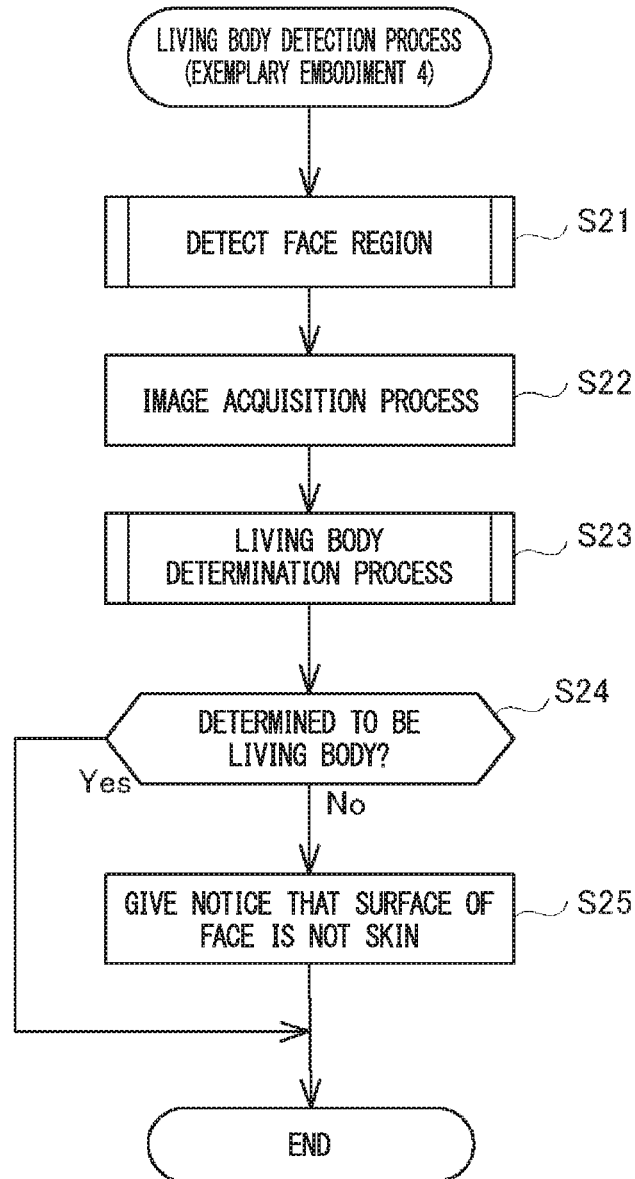 LIVING BODY DETECTION PROCESS
(EXEMPLARY EMBODIMENT 4)
DETECT FACE REGION
S21
IMAGE ACQUISITION PROCESS
S22
LIVING BODY
DETERMINATION PROCESS
S23
DETERMINED TO BE
LIVING BODY?
S24
Yes
No
GIVE NOTICE THAT SURFACE OF
FACE IS NOT SKIN
S25
END